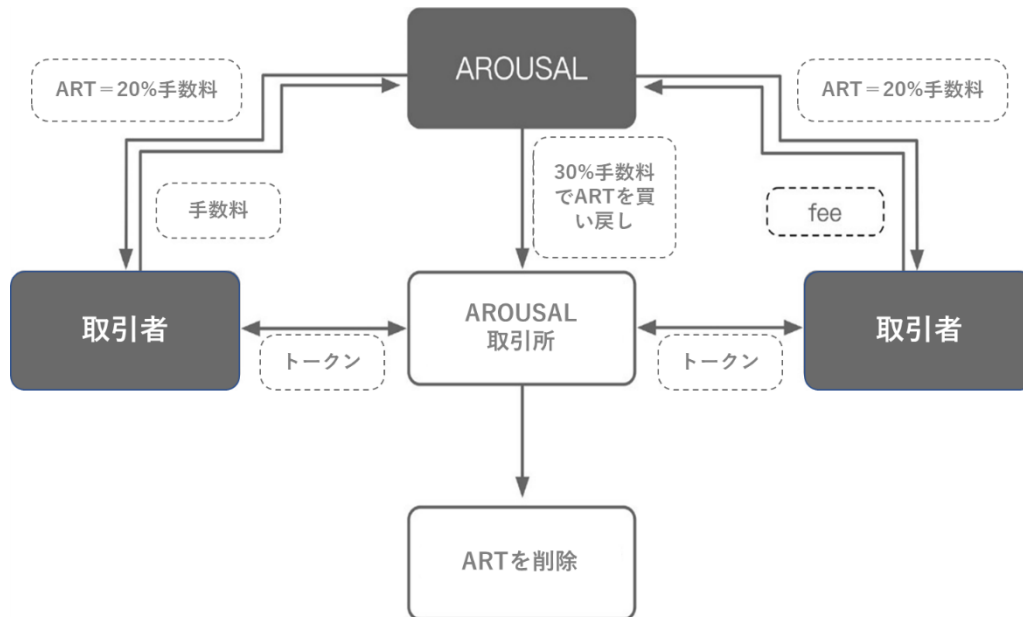 AROUSAL
ART＝20%手数料
ART＝20%手数料
30%手数料
でARTを買
い戻し
手数料
fee
取引者
AROUSAL
取引所
取引者
トークン
トークン
ARTを削除